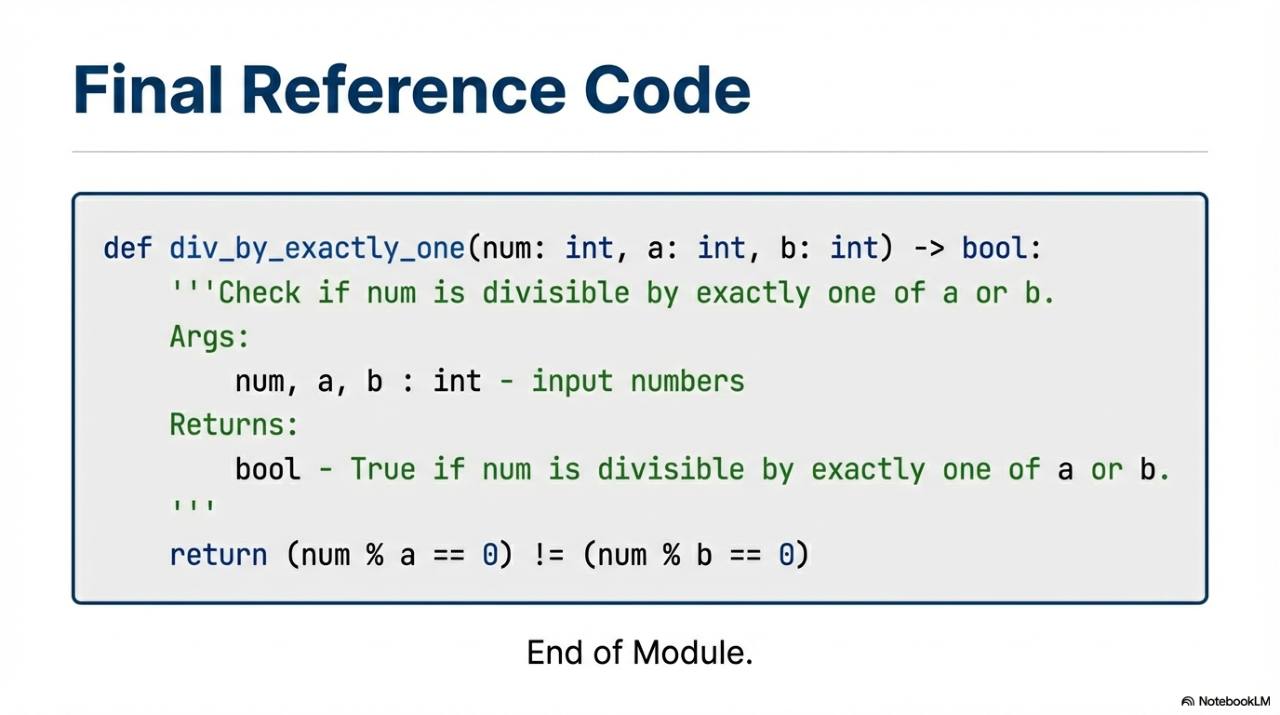 Final Reference Code
def div_by_exactly_one(num: int, a: int, b: int) -> bool:
    '''Check if num is divisible by exactly one of a or b.
    Args:
        num, a, b : int - input numbers
    Returns:
        bool - True if num is divisible by exactly one of a or b.
    '''
    return (num % a == 0) != (num % b == 0)
End of Module.
NotebookLM